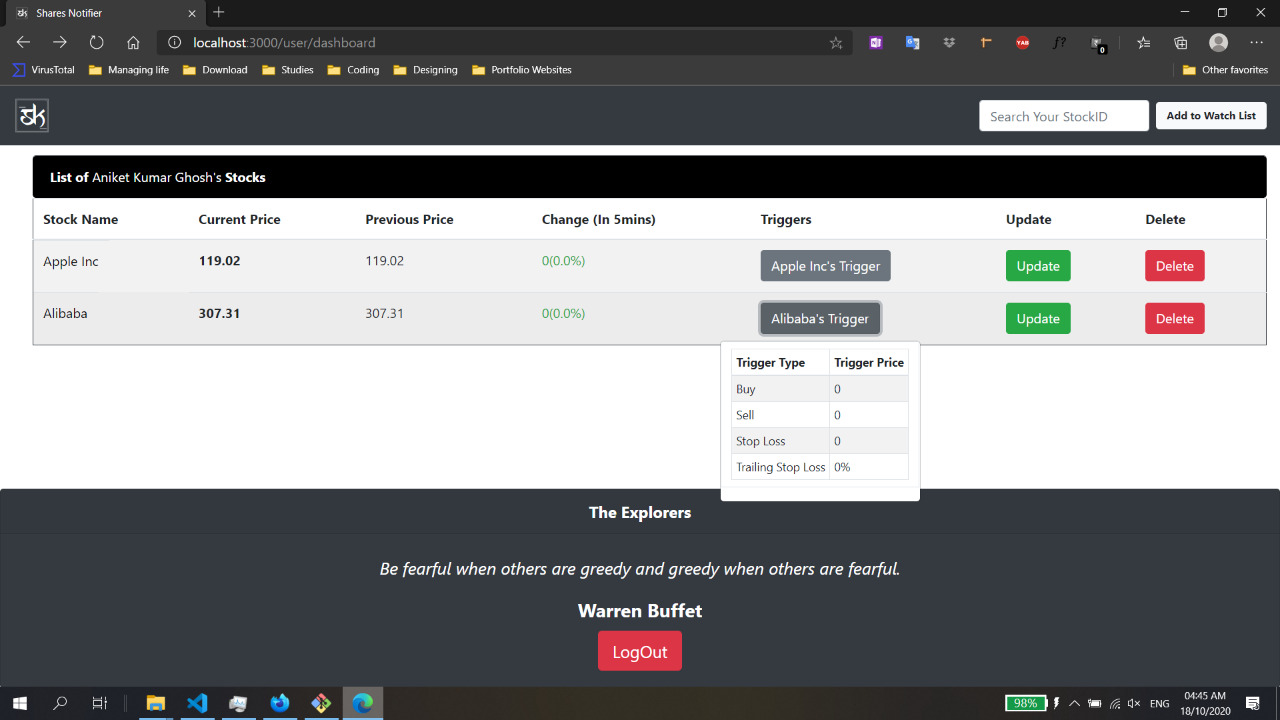 Shares Notifier
localhost:3000/user/dashboard
YAB
f?
0
VirusTotal Managing life Download Studies Coding Designing Portfolio Websites Other favorites
Search Your StockID Add to Watch List
List of Aniket Kumar Ghosh's Stocks
Stock Name Current Price Previous Price Change (In 5mins) Triggers Update Delete
Apple Inc 119.02 119.02 0(0.0%) Apple Inc's Trigger Update Delete
Alibaba 307.31 307.31 0(0.0%) Alibaba's Trigger Update Delete
Trigger Type Trigger Price
Buy 0
Sell 0
Stop Loss 0
Trailing Stop Loss 0%
The Explorers
Be fearful when others are greedy and greedy when others are fearful.
Warren Buffet
LogOut
98% ENG 04:45 AM
18/10/2020